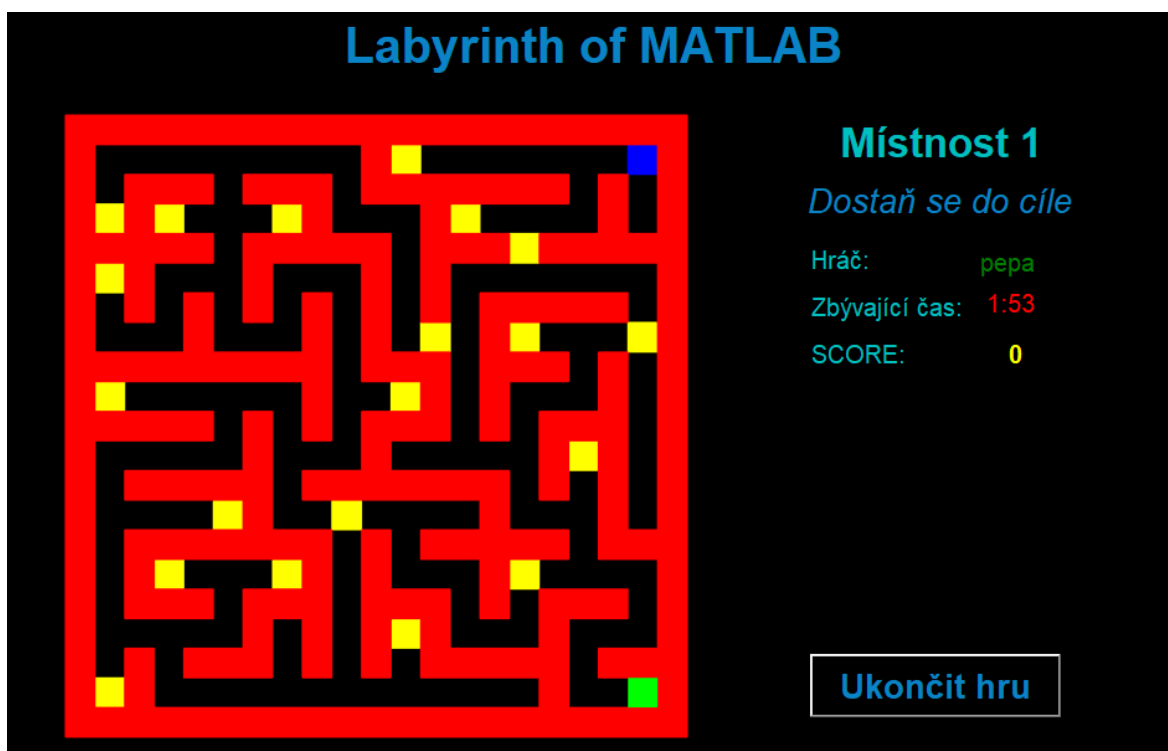 Labyrinth of MATLAB
Místnost 1
Dostaň se do cíle
Hráč: pepa
Zbývající čas: 1:53
SCORE: 0
Ukončit hru